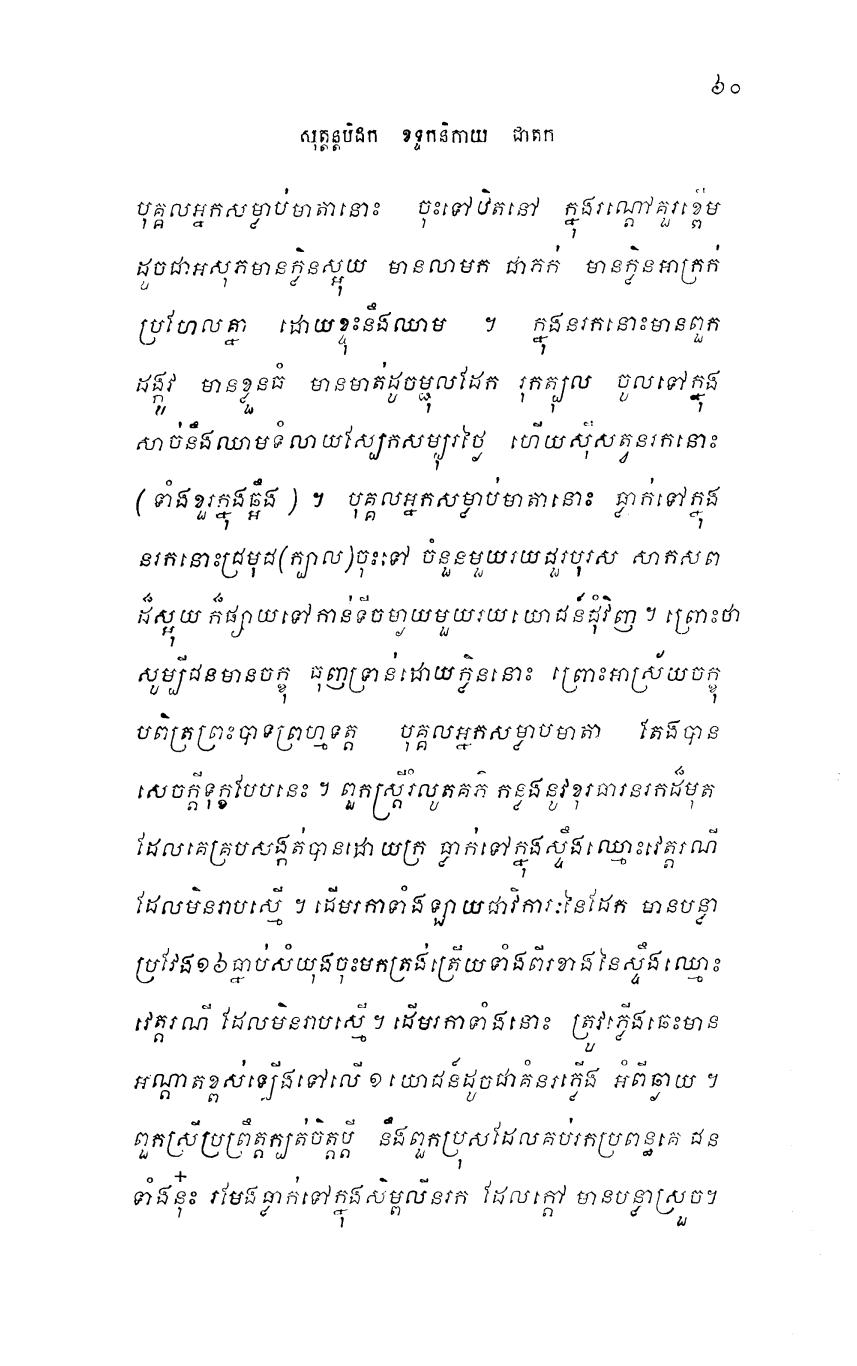 ៦០
សុត្តន្តបិដក ខុទ្ទកនិកាយ ជាតក
បុគ្គលអ្នកសម្លាប់មាតានោះ ចុះទៅឋិតនៅ ក្នុងរណ្តៅគួរខ្ពើម
ដូចជាអសុភមានក្លិនស្អុយ មានលាមក ជាភក់ មានក្លិនអាក្រក់
ប្រហែលគ្នា ដោយខ្ទុះនឹងឈាម ។ ក្នុងនរកនោះមានពួក
ដង្កូវ មានខ្លួនធំ មានមាត់ដូចម្ជុលដែក រុកត្បុល ចូលទៅក្នុង
សាច់នឹងឈាមទំលាយស្បែកសម្បុរថ្លៃ ហើយស៊ីសត្វនរកនោះ
(ទាំងខួរក្នុងឆ្អឹង) ។ បុគ្គលអ្នកសម្លាប់មាតានោះ ធ្លាក់ទៅក្នុង
នរកនោះជ្រមុជ(ក្បាល)ចុះទៅ ចំនួនមួយរយជួរបុរស សាកសព
ដ៏ស្អុយ ក៏ផ្សាយទៅកាន់ទីចម្ងាយមួយរយយោជន៍ជុំវិញ ។ ព្រោះថា
សូម្បីជនមានចក្ខុ ធុញទ្រាន់ដោយក្លិននោះ ព្រោះអាស្រ័យចក្ខុ
បពិត្រព្រះបាទព្រហ្មទត្ត បុគ្គលអ្នកសម្លាបមាតា តែងបាន
សេចក្តីទុក្ខបែបនេះ ។ ពួកស្ត្រីរំលូតគភ៌ កន្លងនូវខុរធារនរកដ៏មុត
ដែលគេគ្របសង្កត់បានដោយក្រ ធ្លាក់ទៅក្នុងស្ទឹងឈ្មោះវេត្តរណី
ដែលមិនរាបស្មើ ។ ដើមរកាទាំងឡាយជាវិការៈនៃដែក មានបន្លា
ប្រវែង១៦ធ្នាប់សំយុងចុះមកត្រង់ត្រើយទាំងពីរខាងនៃស្ទឹងឈ្មោះ
វេត្តរណី ដែលមិនរាបស្មើ ។ ដើមរកាទាំងនោះ ត្រូវភ្លើងឆេះមាន
អណ្តាតខ្ពស់ឡើងទៅលើ ១ យោជន៍ដូចជាគំនរភ្លើង អំពីឆ្ងាយ ។
ពួកស្រីប្រព្រឹត្តក្បត់ចិត្តប្តី នឹងពួកប្រុសដែលគប់រកប្រពន្ធគេ ជន
ទាំងនុ៎ះ រមែងធ្លាក់ទៅក្នុងសិម្ពលីនរក ដែលក្តៅ មានបន្លាស្រួច។